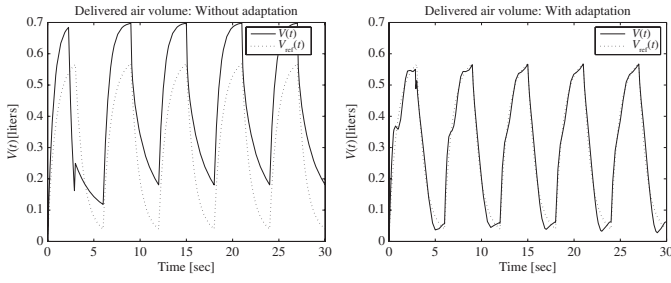 Delivered air volume: Without adaptation
0.7
0.6
0.5
0.4
0.3
0.2
0.1
0
V(t)[liters]
V(t)
Vref(t)
0 5 10 15 20 25 30
Time [sec]
Delivered air volume: With adaptation
0.7
0.6
0.5
0.4
0.3
0.2
0.1
0
V(t)[liters]
V(t)
Vref(t)
0 5 10 15 20 25 30
Time [sec]